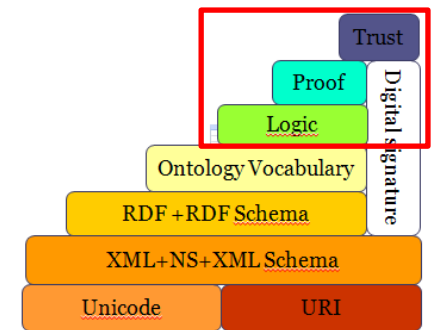 Trust
Proof
Digital signature
Logic
Ontology Vocabulary
RDF +RDF Schema
XML+NS+XML Schema
Unicode
URI